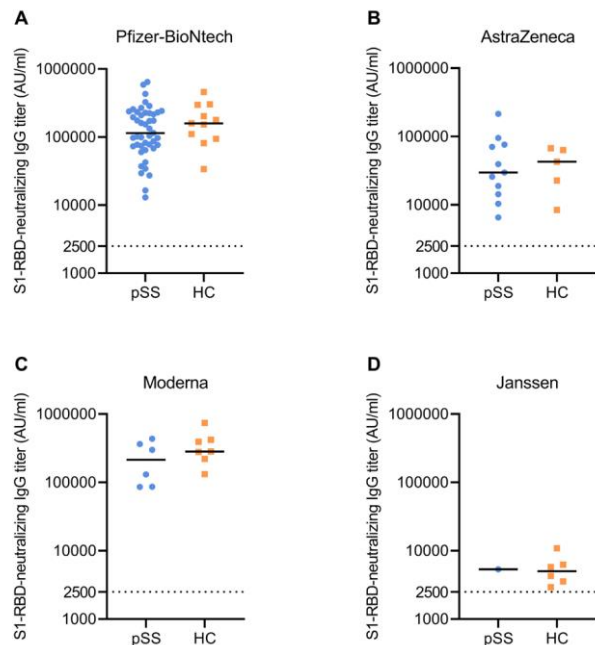 A
Pfizer-BioNtech
S1-RBD-neutralizing IgG titer (AU/ml)
1000000
100000
10000
2500
1000
pSS HC
B
AstraZeneca
S1-RBD-neutralizing IgG titer (AU/ml)
1000000
100000
10000
2500
1000
pSS HC
C
Moderna
S1-RBD-neutralizing IgG titer (AU/ml)
1000000
100000
10000
2500
1000
pSS HC
D
Janssen
S1-RBD-neutralizing IgG titer (AU/ml)
1000000
100000
10000
2500
1000
pSS HC